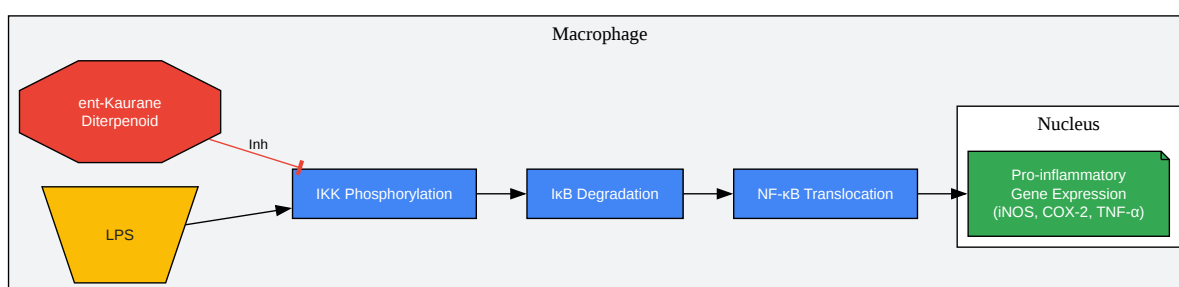 Macrophage
ent-Kaurane
Diterpenoid
Inh
LPS
IKK Phosphorylation
IκB Degradation
NF-κB Translocation
Nucleus
Pro-inflammatory
Gene Expression
(iNOS, COX-2, TNF-α)